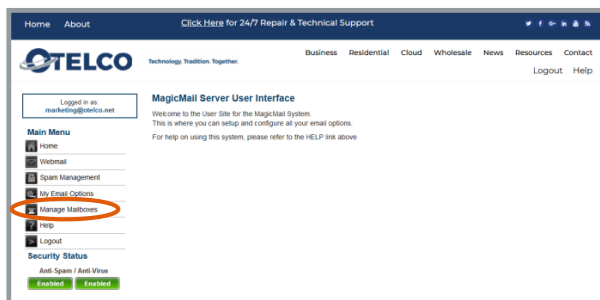 Home About Click Here for 24/7 Repair & Technical Support
OTELCO Technology. Tradition. Together. Business Residential Cloud Wholesale News Resources Contact
Logout Help
Logged in as:
marketing@otelco.net
MagicMail Server User Interface
Welcome to the User Site for the MagicMail System.
This is where you can setup and configure all your email options.
For help on using this system, please refer to the HELP link above
Main Menu
Home
Webmail
Spam Management
My Email Options
Manage Mailboxes
Help
Logout
Security Status
Anti-Spam / Anti-Virus
Enabled Enabled